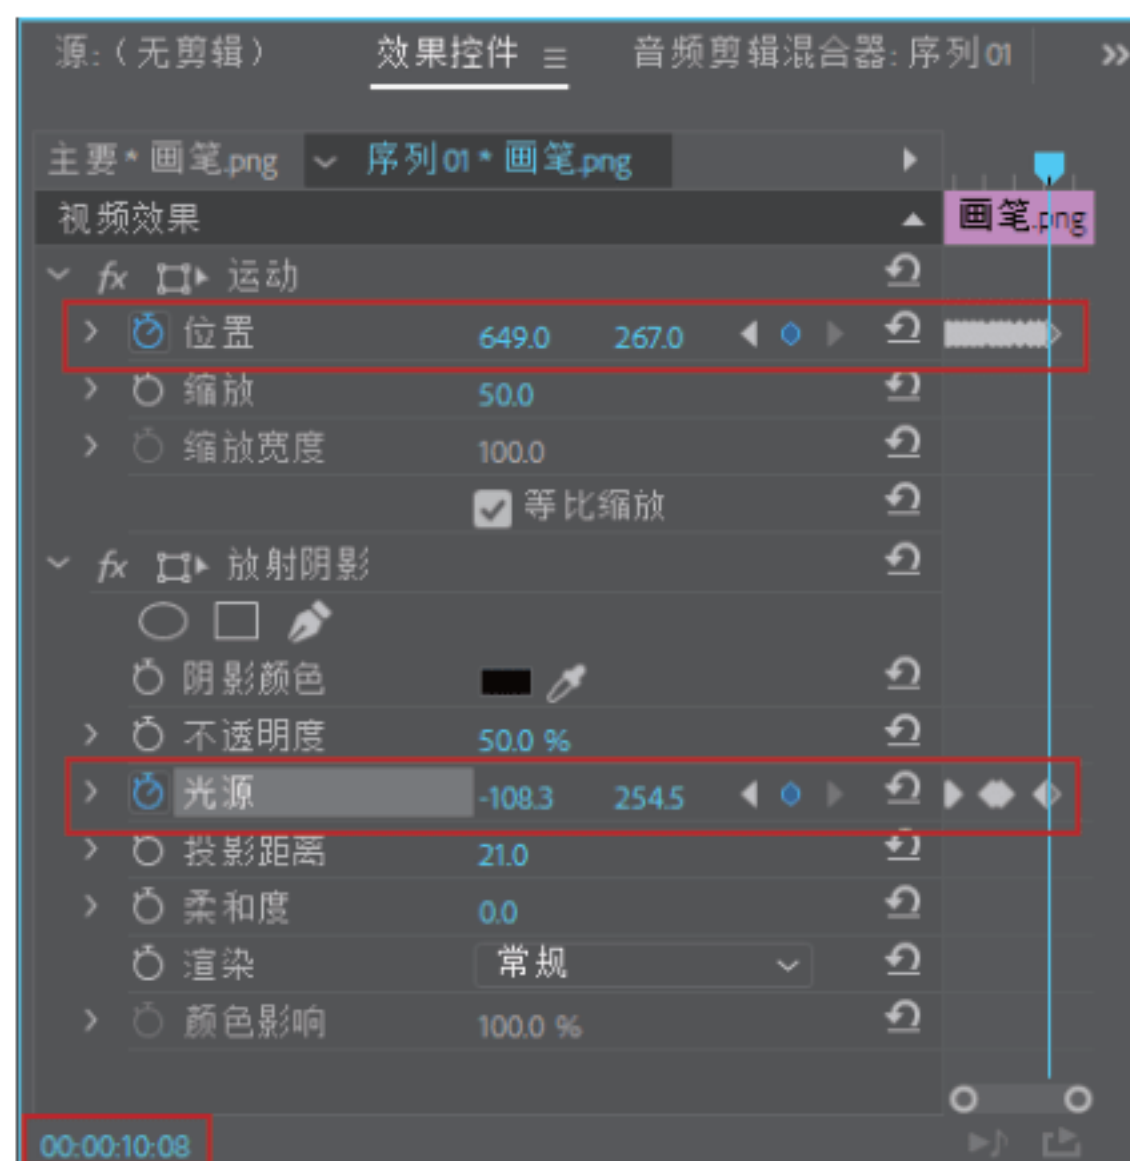 源:（无剪辑） 效果控件 音频剪辑混合器: 序列 01
主要 * 画笔.png 序列 01 * 画笔.png
视频效果 画笔.png
fx 运动
位置 649.0 267.0
缩放 50.0
缩放宽度 100.0
等比缩放
fx 放射阴影
阴影颜色
不透明度 50.0 %
光源 -108.3 254.5
投影距离 21.0
柔和度 0.0
渲染 常规
颜色影响 100.0 %
00:00:10:08